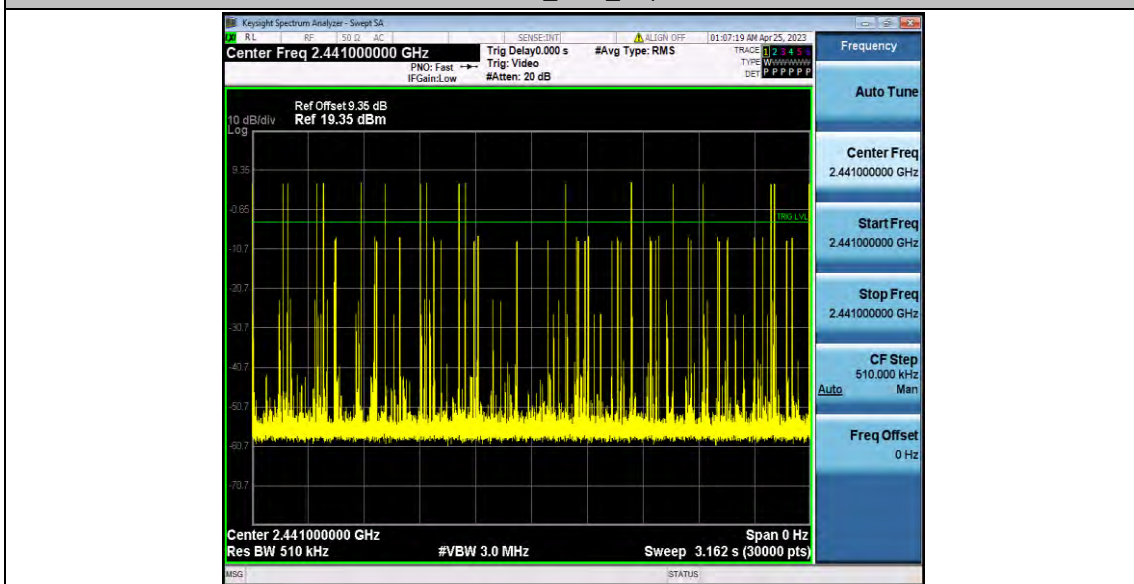 Keysight Spectrum Analyzer - Swept SA
RL RF 50 Ω AC SENSE:INT ALIGN OFF 01:07:19 AM Apr 25, 2023
Center Freq 2.441000000 GHz
Trig Delay0.000 s #Avg Type: RMS
TRACE 1 2 3 4 5 6
PNO: Fast Trig: Video
TYPE
IFGain:Low #Atten: 20 dB
DET P P P P P P
Ref Offset 9.35 dB
10 dB/div Ref 19.35 dBm
Log
9.35
-0.65
TRIG LVL
-10.7
-20.7
-30.7
-40.7
-50.7
-60.7
-70.7
Center 2.441000000 GHz Span 0 Hz
Res BW 510 kHz #VBW 3.0 MHz Sweep 3.162 s (30000 pts)
MSG STATUS
Frequency
Auto Tune
Center Freq
2.441000000 GHz
Start Freq
2.441000000 GHz
Stop Freq
2.441000000 GHz
CF Step
510.000 kHz
Auto Man
Freq Offset
0 Hz